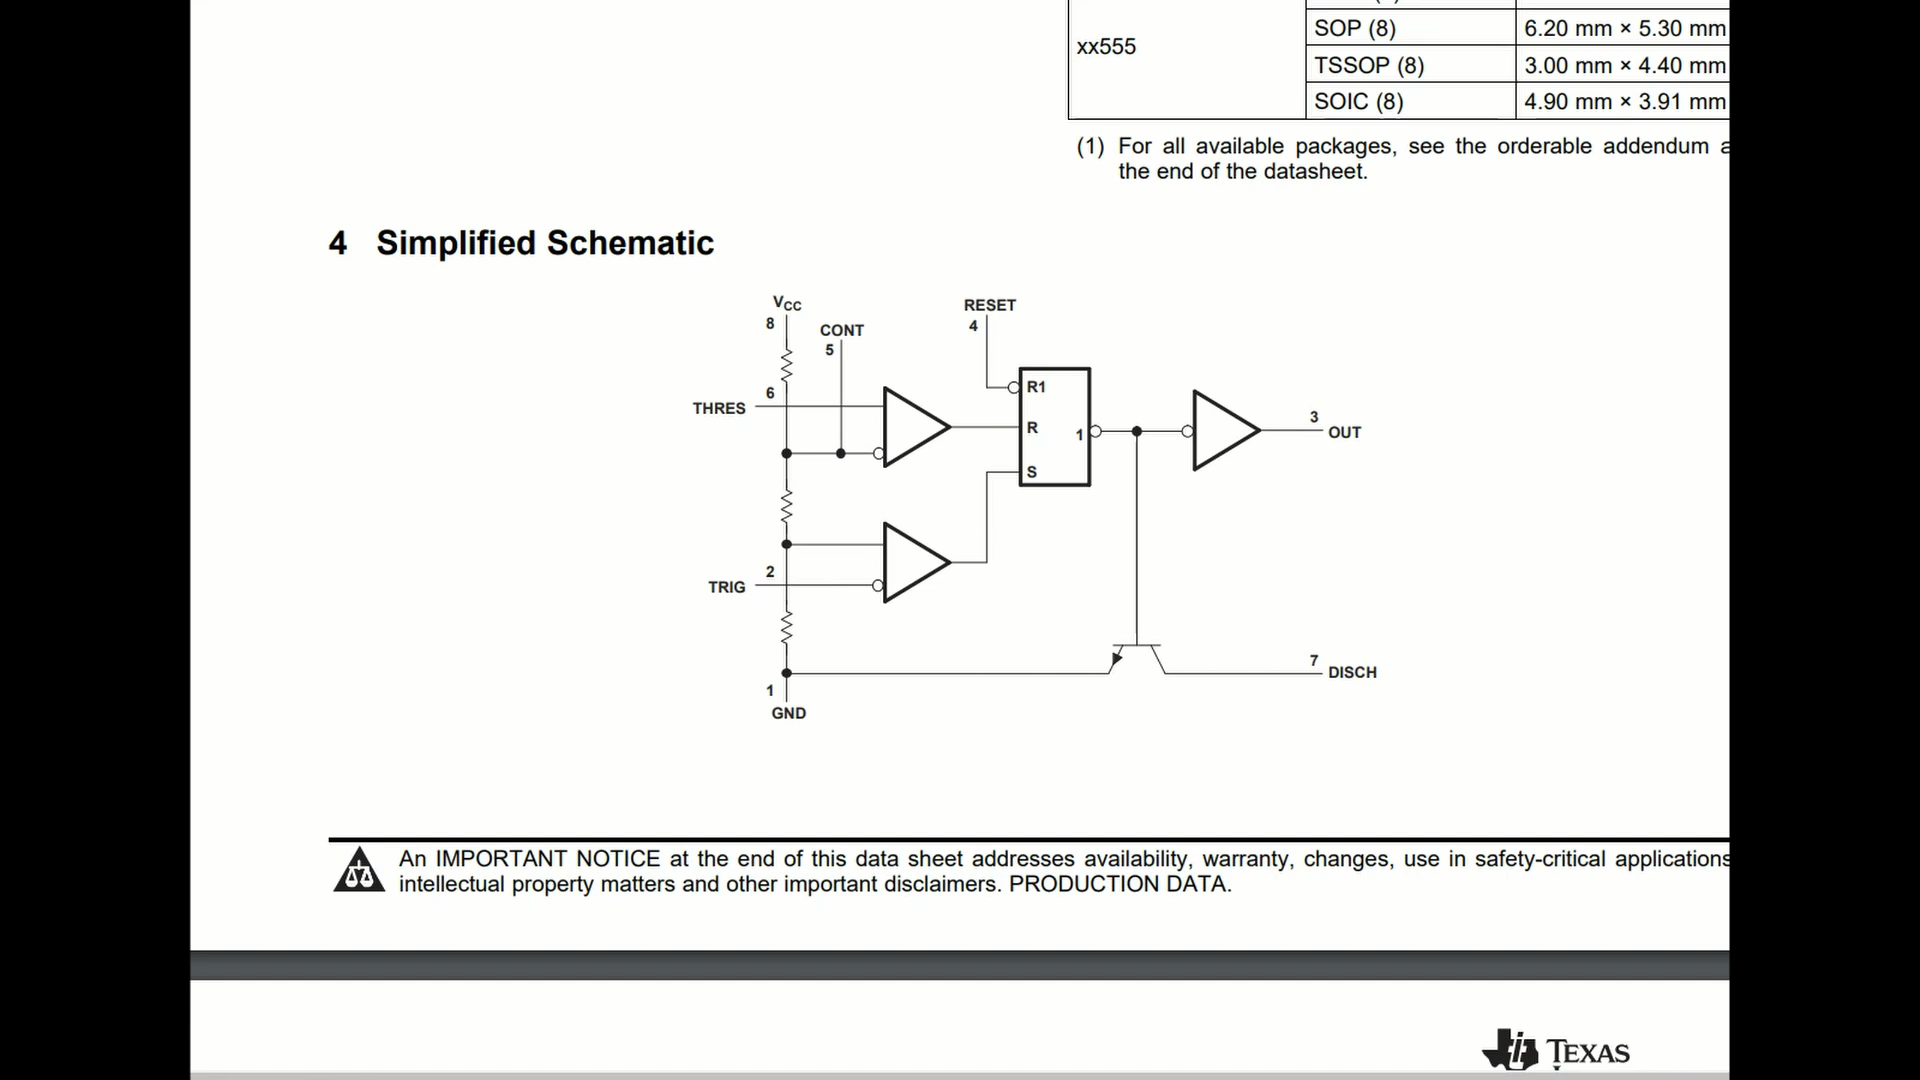 xx555
SOP (8) 6.20 mm × 5.30 mm
TSSOP (8) 3.00 mm × 4.40 mm
SOIC (8) 4.90 mm × 3.91 mm
(1) For all available packages, see the orderable addendum
the end of the datasheet.
4 Simplified Schematic
VCC
8
CONT
5
RESET
4
6
THRES
R1
R
S
1
3
OUT
2
TRIG
7
DISCH
1
GND
An IMPORTANT NOTICE at the end of this data sheet addresses availability, warranty, changes, use in safety-critical applications
intellectual property matters and other important disclaimers. PRODUCTION DATA.
TEXAS